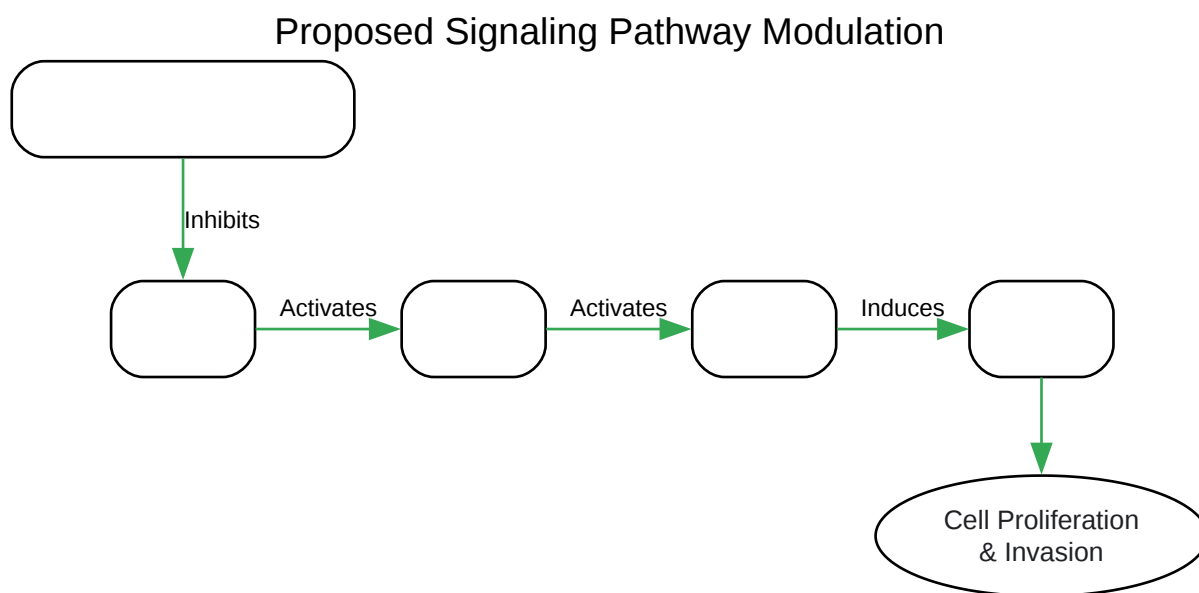 Proposed Signaling Pathway Modulation
Inhibits
Activates
Activates
Induces
Cell Proliferation
& Invasion